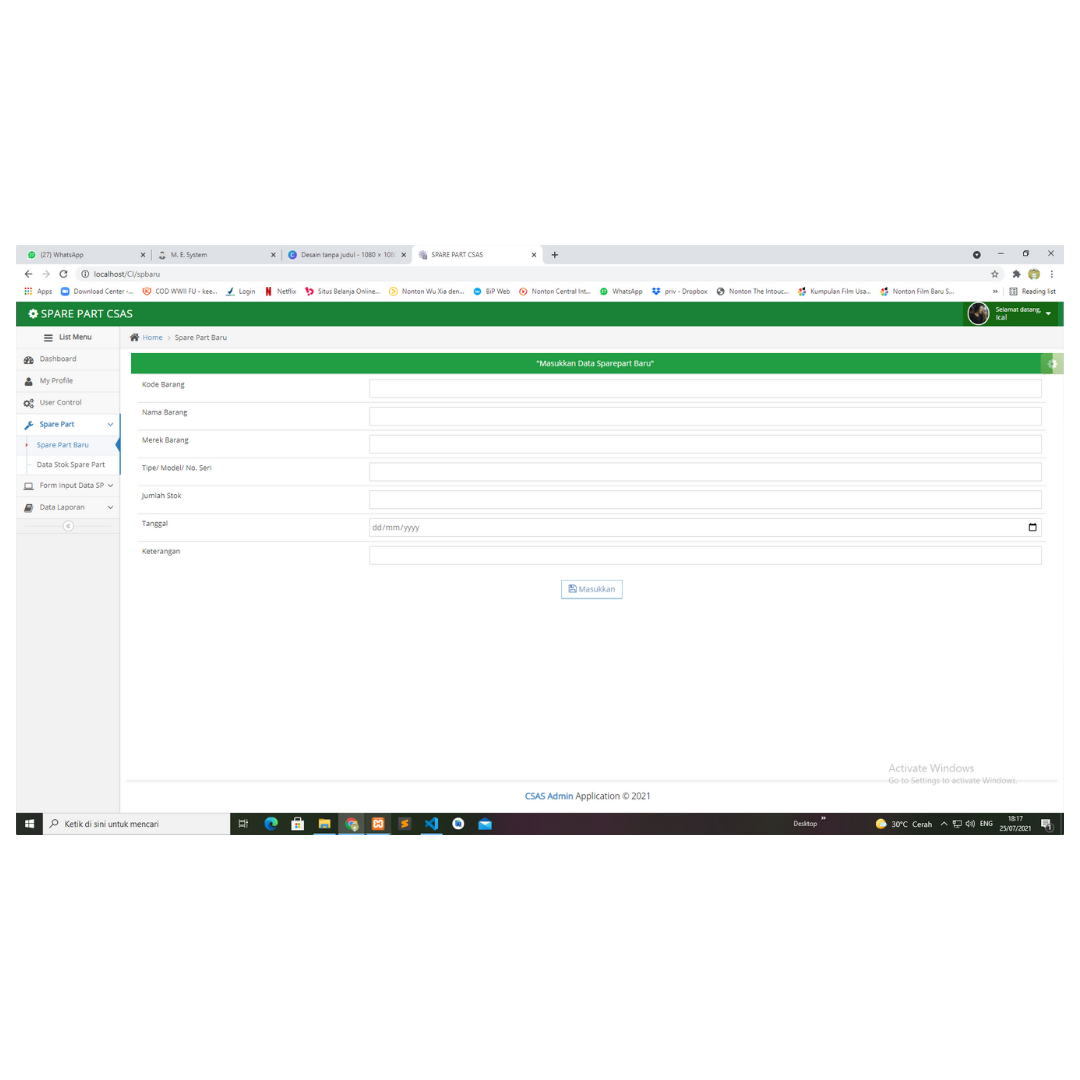 (27) WhatsApp
M. E. System
Desain tanpa judul - 1080 × 108
SPARE PART CSAS
localhost/CI/spbaru
Apps Download Center -... COD WWII FU - kee... Login Netflix Situs Belanja Online... Nonton Wu Xia den... BiP Web Nonton Central Int... WhatsApp priv - Dropbox Nonton The Intouc... Kumpulan Film Usa... Nonton Film Baru S... » Reading list
SPARE PART CSAS
Selamat datang,
Ical
List Menu
Home > Spare Part Baru
Dashboard
My Profile
User Control
Spare Part
Spare Part Baru
Data Stok Spare Part
Form Input Data SP
Data Laporan
"Masukkan Data Sparepart Baru"
Kode Barang
Nama Barang
Merek Barang
Tipe/ Model/ No. Seri
Jumlah Stok
Tanggal
dd/mm/yyyy
Keterangan
Masukkan
Activate Windows
Go to Settings to activate Windows.
CSAS Admin Application © 2021
Ketik di sini untuk mencari
Desktop »
30°C Cerah
ENG
18:17
25/07/2021
1